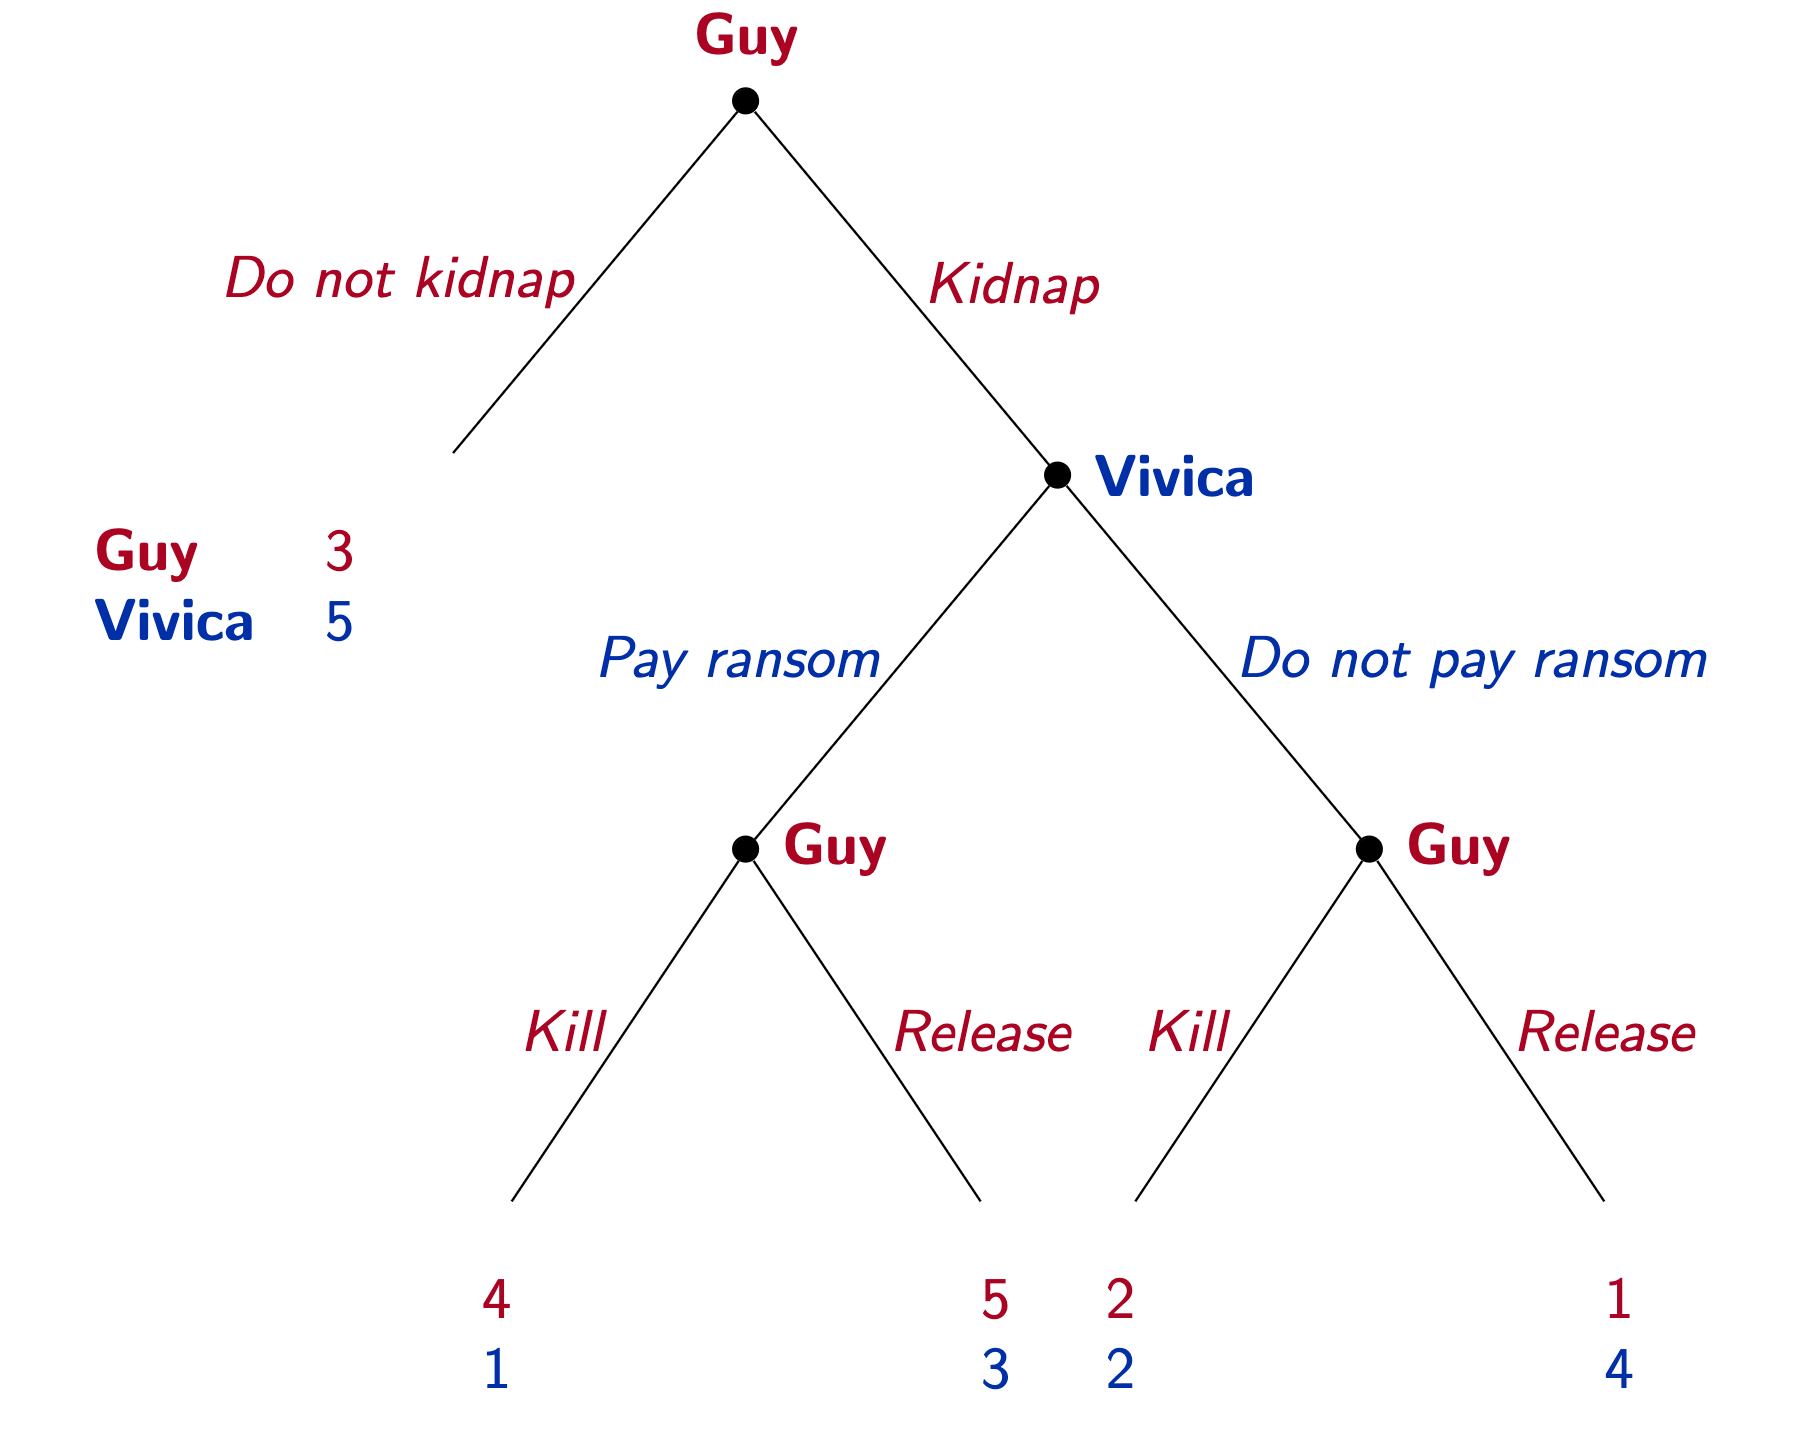 Guy
Do not kidnap
Kidnap
Vivica
Guy 3
Vivica 5
Pay ransom
Do not pay ransom
Guy
Guy
Kill
Release
Kill
Release
4 5 2 1
1 3 2 4